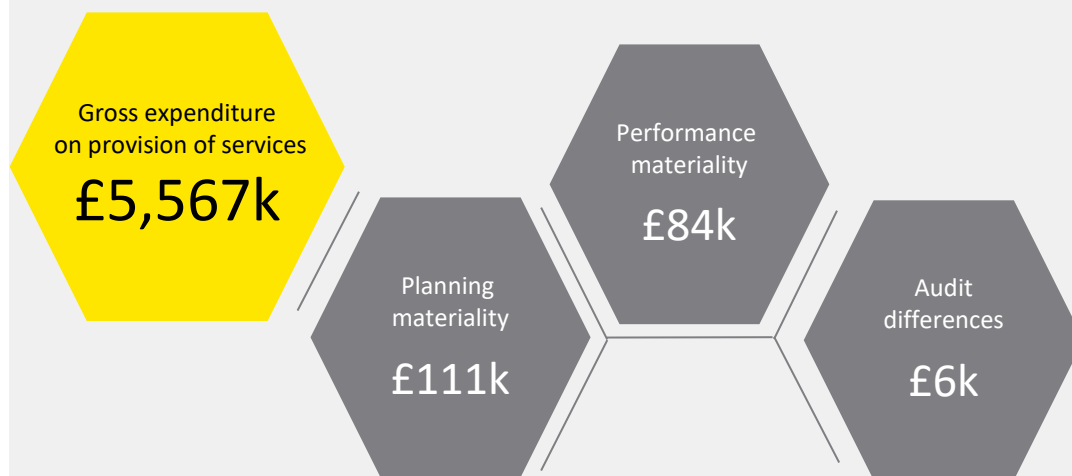 Gross expenditure
on provision of services
£5,567k
Planning
materiality
£111k
Performance
materiality
£84k
Audit
differences
£6k